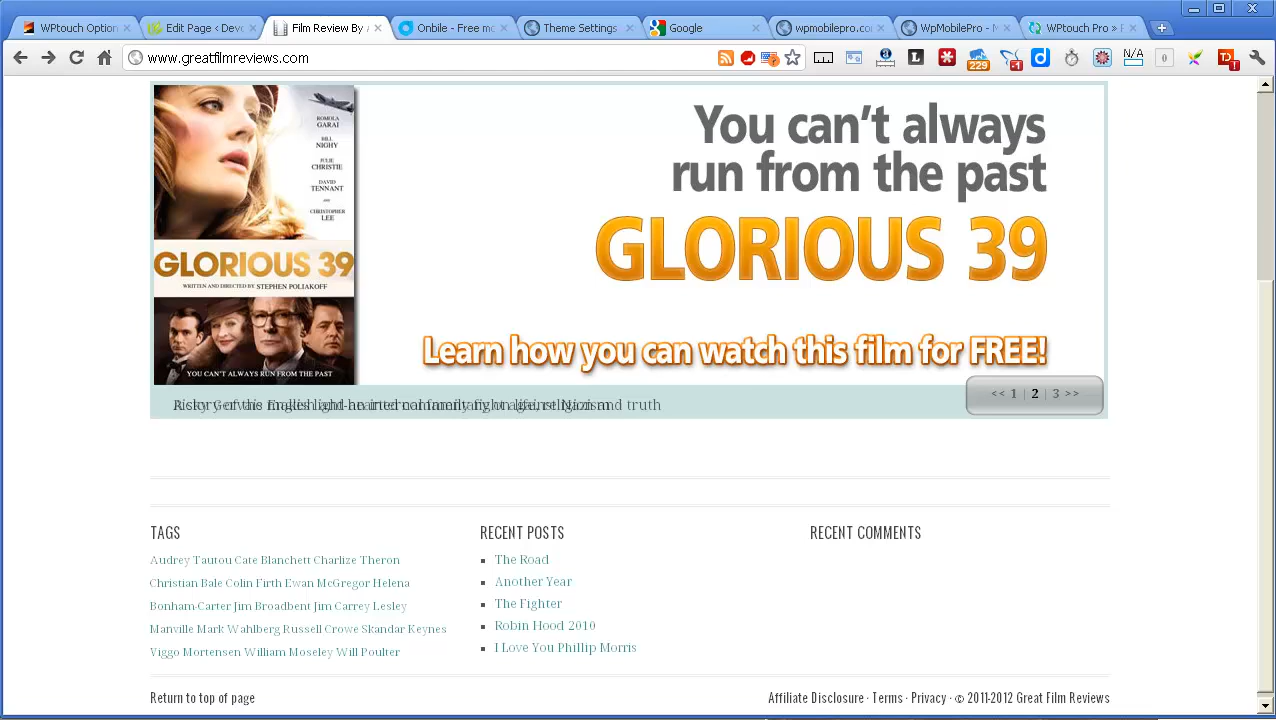 WPtouch Option
Edit Page < Devo
Film Review By
Onbile - Free mo
Theme Settings
Google
wpmobilepro.co
WpMobilePro - M
WPtouch Pro »
www.greatfilmreviews.com
L
229
-1
d
N/A
0
ROMOLA
GARAI
BILL
NIGHY
JULIE
CHRISTIE
DAVID
TENNANT
AND
CHRISTOPHER
LEE
GLORIOUS 39
WRITTEN AND DIRECTED BY STEPHEN POLIAKOFF
YOU CAN'T ALWAYS RUN FROM THE PAST
You can't always
run from the past
GLORIOUS 39
Learn how you can watch this film for FREE!
<< 1 | 2 | 3 >>
TAGS
Audrey Tautou Cate Blanchett Charlize Theron
Christian Bale Colin Firth Ewan McGregor Helena
Bonham-Carter Jim Broadbent Jim Carrey Lesley
Manville Mark Wahlberg Russell Crowe Skandar Keynes
Viggo Mortensen William Moseley Will Poulter
RECENT POSTS
The Road
Another Year
The Fighter
Robin Hood 2010
I Love You Phillip Morris
RECENT COMMENTS
Return to top of page
Affiliate Disclosure · Terms · Privacy · © 2011-2012 Great Film Reviews